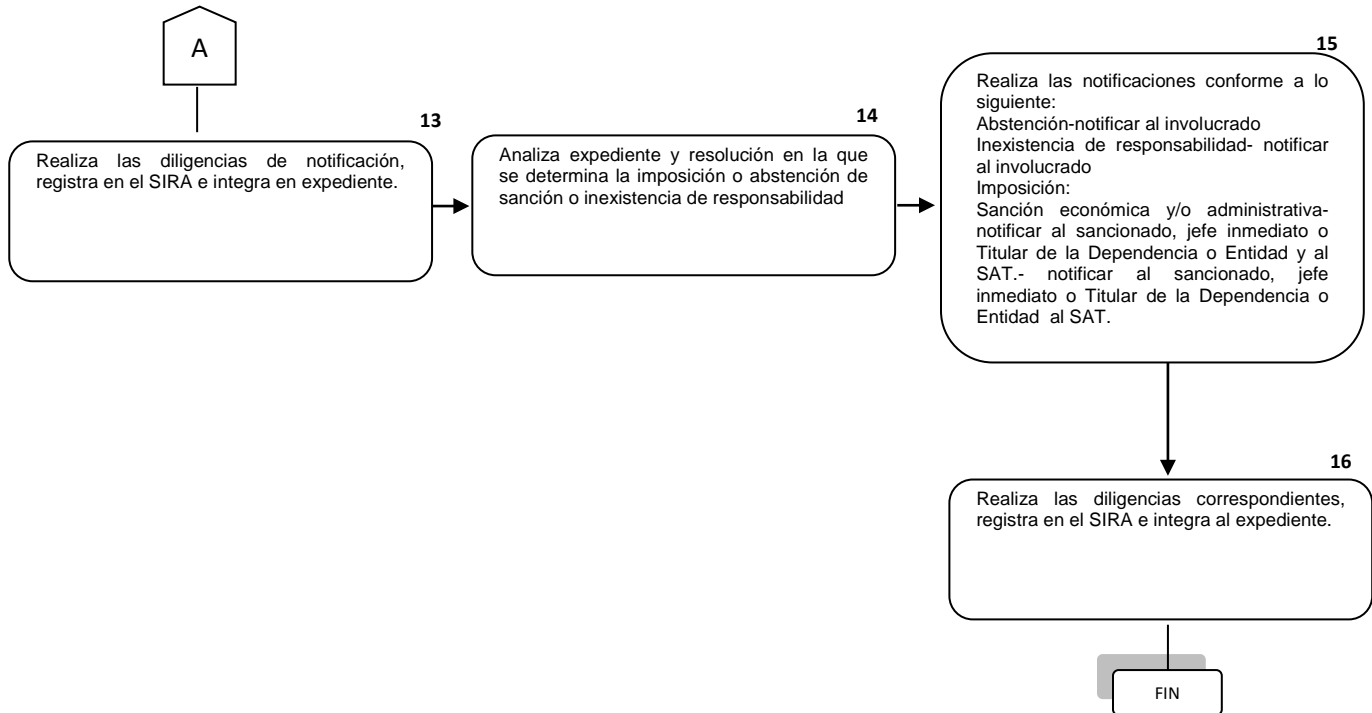 A
13
Realiza las diligencias de notificación,
registra en el SIRA e integra en expediente.
14
Analiza expediente y resolución en la que
se determina la imposición o abstención de
sanción o inexistencia de responsabilidad
15
Realiza las notificaciones conforme a lo
siguiente:
Abstención-notificar al involucrado
Inexistencia de responsabilidad- notificar
al involucrado
Imposición:
Sanción económica y/o administrativa-
notificar al sancionado, jefe inmediato o
Titular de la Dependencia o Entidad y al
SAT.- notificar al sancionado, jefe
inmediato o Titular de la Dependencia o
Entidad al SAT.
16
Realiza las diligencias correspondientes,
registra en el SIRA e integra al expediente.
FIN